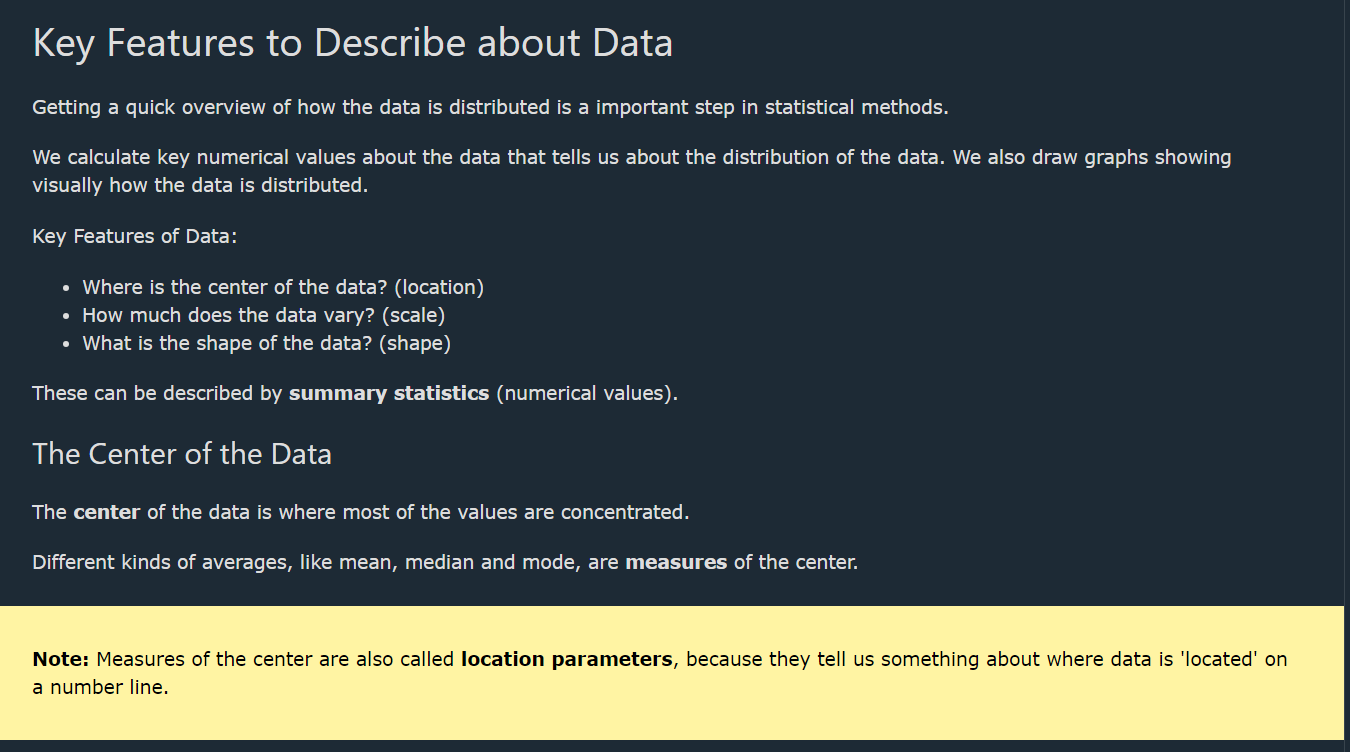 Key Features to Describe about Data
Getting a quick overview of how the data is distributed is a important step in statistical methods.
We calculate key numerical values about the data that tells us about the distribution of the data. We also draw graphs showing
visually how the data is distributed.
Key Features of Data:
• Where is the center of the data? (location)
• How much does the data vary? (scale)
• What is the shape of the data? (shape)
These can be described by summary statistics (numerical values).
The Center of the Data
The center of the data is where most of the values are concentrated.
Different kinds of averages, like mean, median and mode, are measures of the center.
Note: Measures of the center are also called location parameters, because they tell us something about where data is 'located' on
a number line.